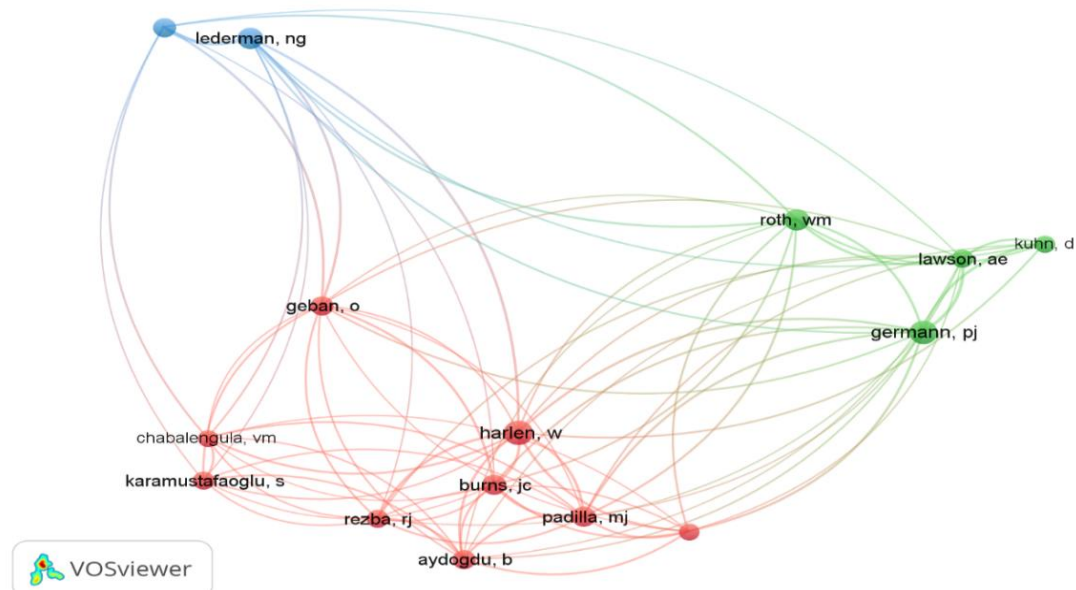 lederman, ng
roth, wm
kuhn, d
lawson, ae
geban, o
germann, pj
harlen, w
chabalengula, vm
karamustafaoglu, s
burns, jc
rezba, rj
padilla, mj
aydogdu, b
VOSviewer